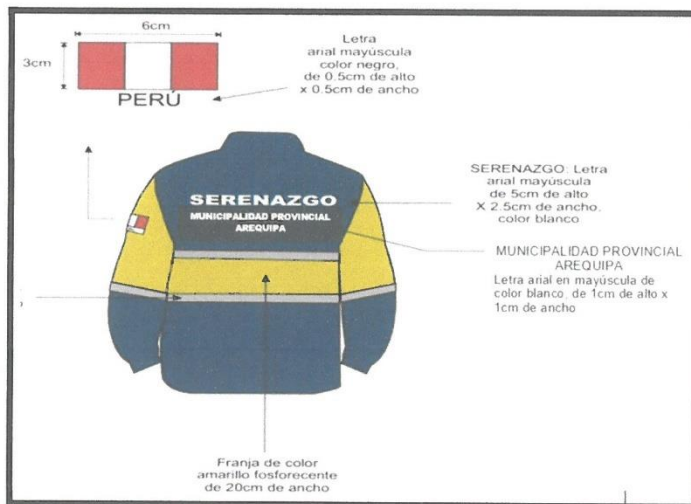 6cm
3cm
PERÚ
Letra
arial mayúscula
color negro,
de 0.5cm de alto
x 0.5cm de ancho
SERENAZGO
MUNICIPALIDAD PROVINCIAL
AREQUIPA
SERENAZGO: Letra
arial mayúscula
de 5cm de alto
X 2.5cm de ancho.
color blanco
MUNICIPALIDAD PROVINCIAL
AREQUIPA
Letra arial en mayúscula de
color blanco, de 1cm de alto x
1cm de ancho
Franja de color
amarillo fosforecente
de 20cm de ancho